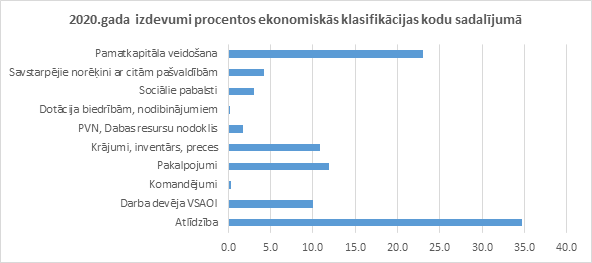 2020.gada izdevumi procentos ekonomiskās klasifikācijas kodu sadalījumā
Pamatkapitāla veidošana
Savstarpējie norēķini ar citām pašvaldībām
Sociālie pabalsti
Dotācija biedrībām, nodibinājumiem
PVN, Dabas resursu nodoklis
Krājumi, inventārs, preces
Pakalpojumi
Komandējumi
Darba devēja VSAOI
Atlīdzība
0.0 5.0 10.0 15.0 20.0 25.0 30.0 35.0 40.0